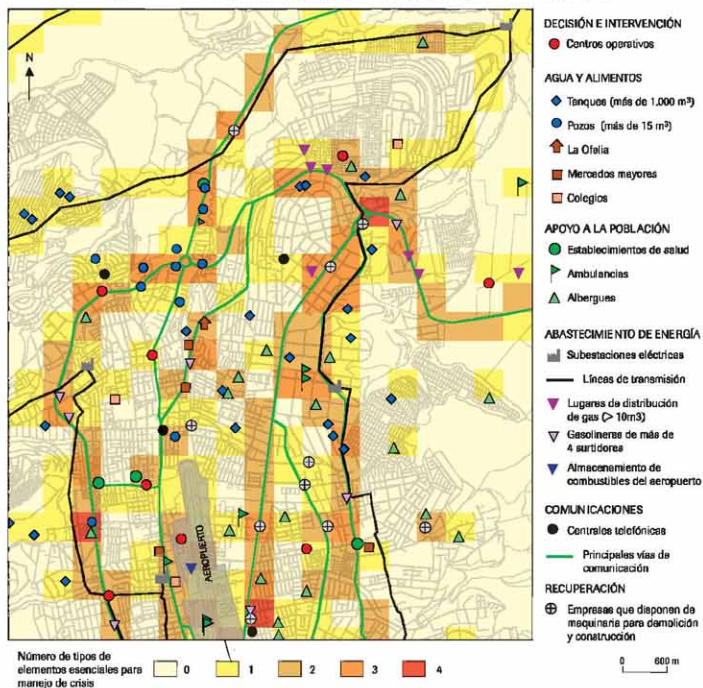 N
AEROPUERTO
DECISIÓN E INTERVENCIÓN
Centros operativos
AGUA Y ALIMENTOS
Tanques (más de 1,000 m³)
Pozos (más de 15 m³)
La Ofelia
Mercados mayores
Colegios
APOYO A LA POBLACIÓN
Establecimientos de salud
Ambulancias
Albergues
ABASTECIMIENTO DE ENERGÍA
Subestaciones eléctricas
Líneas de transmisión
Lugares de distribución
de gas (> 10m3)
Gasolineras de más de
4 surtidores
Almacenamiento de
combustibles del aeropuerto
COMUNICACIONES
Centrales telefónicas
Principales vías de
comunicación
RECUPERACIÓN
Empresas que disponen de
maquinaria para demolición
y construcción
0 600 m
Número de tipos de
elementos esenciales para
manejo de crisis
0 1 2 3 4